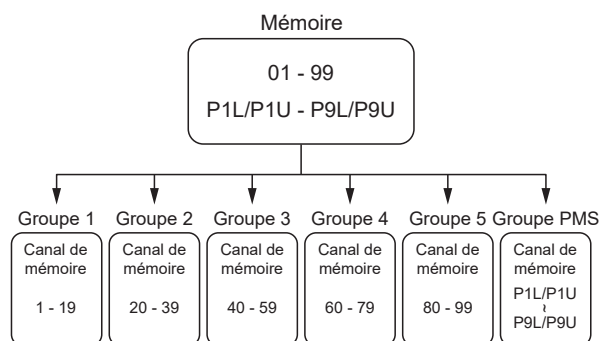 Mémoire
01 - 99
P1L/P1U - P9L/P9U
Groupe 1
Canal de
mémoire
1 - 19
Groupe 2
Canal de
mémoire
20 - 39
Groupe 3
Canal de
mémoire
40 - 59
Groupe 4
Canal de
mémoire
60 - 79
Groupe 5
Canal de
mémoire
80 - 99
Groupe PMS
Canal de
mémoire
P1L/P1U
~
P9L/P9U